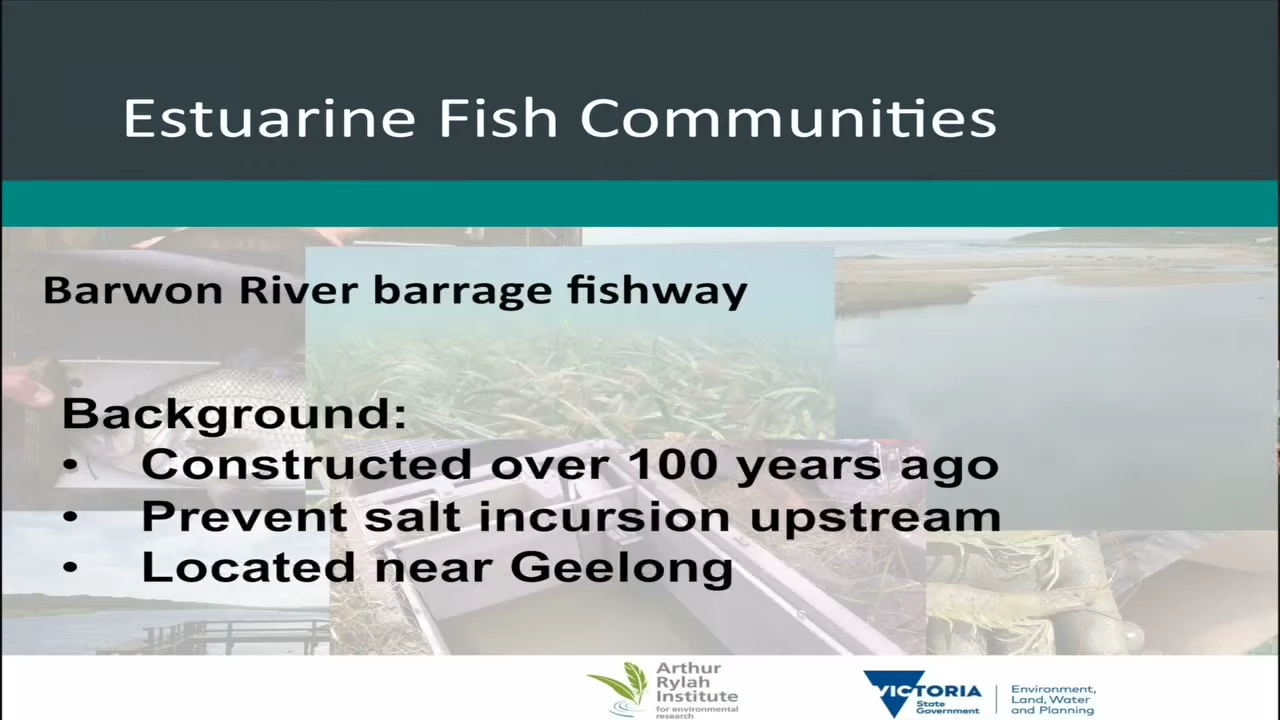 Estuarine Fish Communities
Barwon River barrage fishway
Background:
• Constructed over 100 years ago
• Prevent salt incursion upstream
• Located near Geelong
Arthur
Rylah
Institute
for environmental
research
VICTORIA
State
Government
Environment,
Land, Water
and Planning